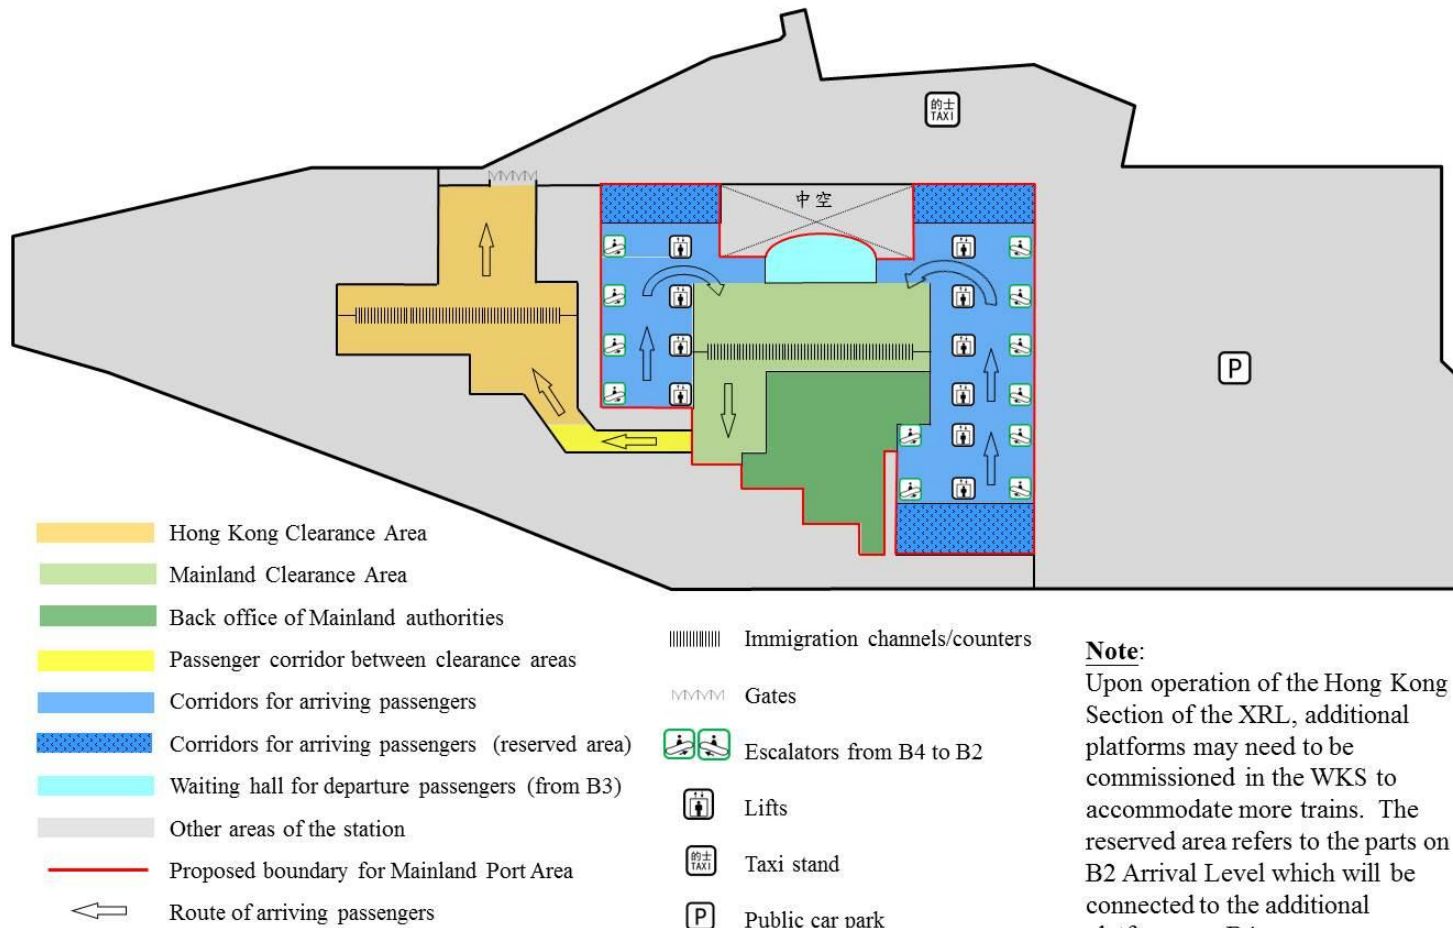 的士
TAXI
中空
P
Hong Kong Clearance Area
Mainland Clearance Area
Back office of Mainland authorities
Passenger corridor between clearance areas
Corridors for arriving passengers
Corridors for arriving passengers (reserved area)
Waiting hall for departure passengers (from B3)
Other areas of the station
Proposed boundary for Mainland Port Area
Route of arriving passengers
Immigration channels/counters
Gates
Escalators from B4 to B2
Lifts
的士
TAXI
Taxi stand
P
Public car park
Note:
Upon operation of the Hong Kong
Section of the XRL, additional
platforms may need to be
commissioned in the WKS to
accommodate more trains. The
reserved area refers to the parts on
B2 Arrival Level which will be
connected to the additional